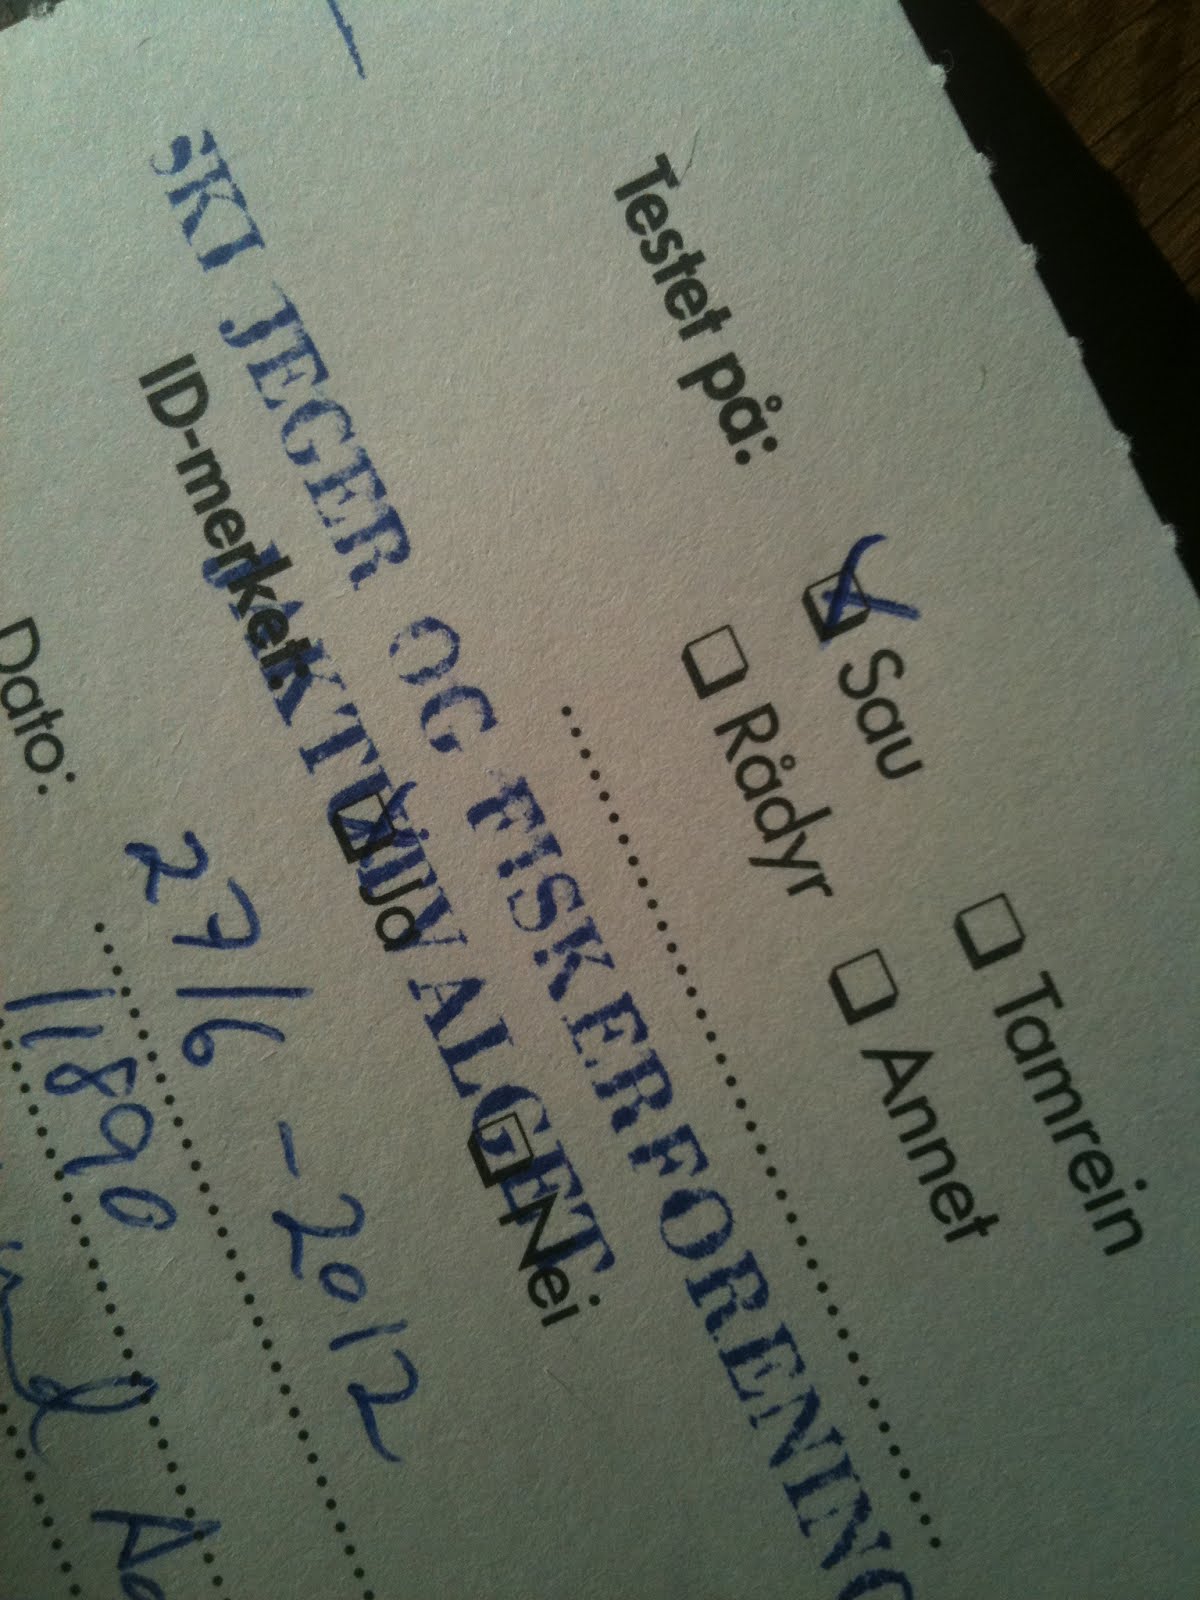 ☐ Tamrein
Testet på: ☑ Sau ☐ Annet
☐ Rådyr
SKI JEGER OG FISKERFORENING
JAKTUTVALGET
ID-merket: ☑ Ja ☐ Nei
Dato: 27/6-2012
11890